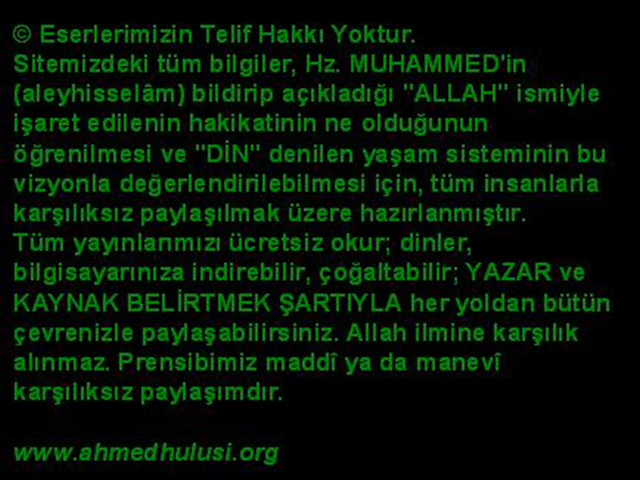 © Eserlerimizin Telif Hakkı Yoktur.
Sitemizdeki tüm bilgiler, Hz. MUHAMMED'in
(aleyhisselâm) bildirip açıkladığı "ALLAH" ismiyle
işaret edilenin hakikatinin ne olduğunun
öğrenilmesi ve "DİN" denilen yaşam sisteminin bu
vizyonla değerlendirilebilmesi için, tüm insanlarla
karşılıksız paylaşılmak üzere hazırlanmıştır.
Tüm yayınlarımızı ücretsiz okur; dinler,
bilgisayarınıza indirebilir, çoğaltabilir; YAZAR ve
KAYNAK BELİRTMEK ŞARTIYLA her yoldan bütün
çevrenizle paylaşabilirsiniz. Allah ilmine karşılık
alınmaz. Prensibimiz maddî ya da manevî
karşılıksız paylaşımdır.
www.ahmedhulusi.org